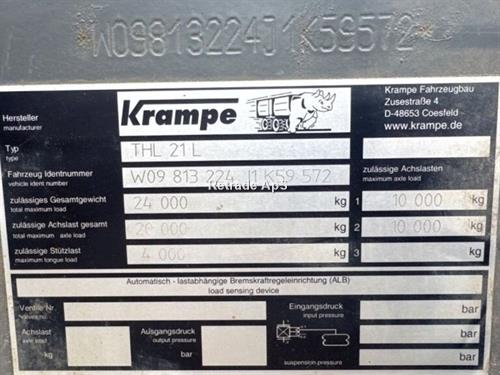 *W09813224J1K59572*
Hersteller
manufacturer
Krampe
Krampe Fahrzeugbau
Zusestraße 4
D-48653 Coesfeld
www.krampe.de
Typ
type
THL 21 L
zulässige Achslasten
max. axle load
Fahrzeug Identnummer
vehicle ident number
W09 813 224 J1 K59 572
Retrade ApS
zulässiges Gesamtgewicht
total maximum load
24 000 kg 1 10 000 kg
zulässige Achslast gesamt
total maximum axle load
20 000 kg 2 10 000 kg
zulässige Stützlast
maximum tongue load
4 000 kg 3 kg
Automatisch - lastabhängige Bremskraftregeleinrichtung (ALB)
load sensing device
Ventile Nr.
Valves no.
Eingangsdruck
input pressure
bar
Achslast
axle load
kg
Ausgangsdruck
output pressure
bar
suspension pressure
bar